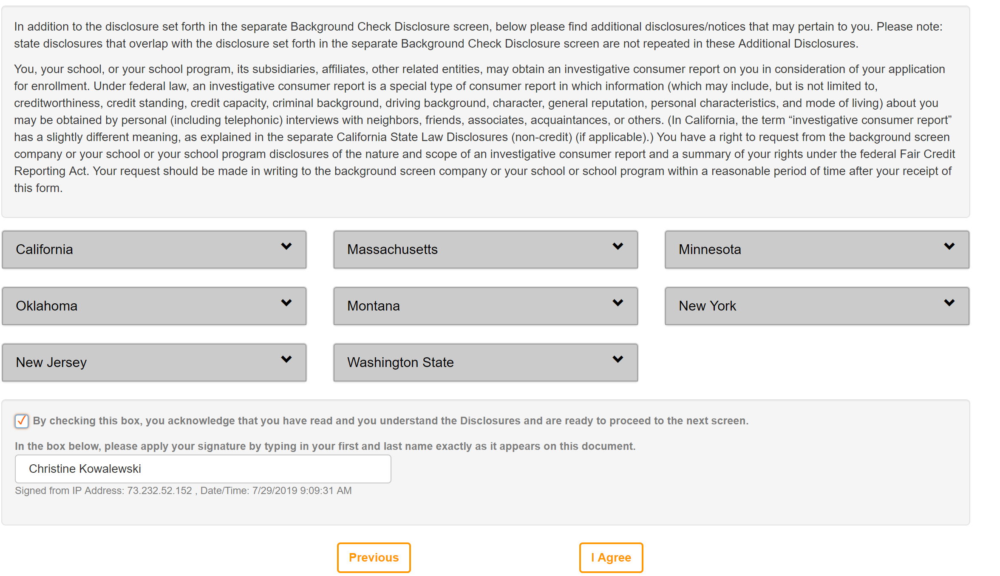 In addition to the disclosure set forth in the separate Background Check Disclosure screen, below please find additional disclosures/notices that may pertain to you. Please note:
state disclosures that overlap with the disclosure set forth in the separate Background Check Disclosure screen are not repeated in these Additional Disclosures.
You, your school, or your school program, its subsidiaries, affiliates, other related entities, may obtain an investigative consumer report on you in consideration of your application
for enrollment. Under federal law, an investigative consumer report is a special type of consumer report in which information (which may include, but is not limited to,
creditworthiness, credit standing, credit capacity, criminal background, driving background, character, general reputation, personal characteristics, and mode of living) about you
may be obtained by personal (including telephonic) interviews with neighbors, friends, associates, acquaintances, or others. (In California, the term “investigative consumer report”
has a slightly different meaning, as explained in the separate California State Law Disclosures (non-credit) (if applicable).) You have a right to request from the background screen
company or your school or your school program disclosures of the nature and scope of an investigative consumer report and a summary of your rights under the federal Fair Credit
Reporting Act. Your request should be made in writing to the background screen company or your school or school program within a reasonable period of time after your receipt of
this form.
California
Massachusetts
Minnesota
Oklahoma
Montana
New York
New Jersey
Washington State
By checking this box, you acknowledge that you have read and you understand the Disclosures and are ready to proceed to the next screen.
In the box below, please apply your signature by typing in your first and last name exactly as it appears on this document.
Christine Kowalewski
Signed from IP Address: 73.232.52.152 , Date/Time: 7/29/2019 9:09:31 AM
Previous
I Agree